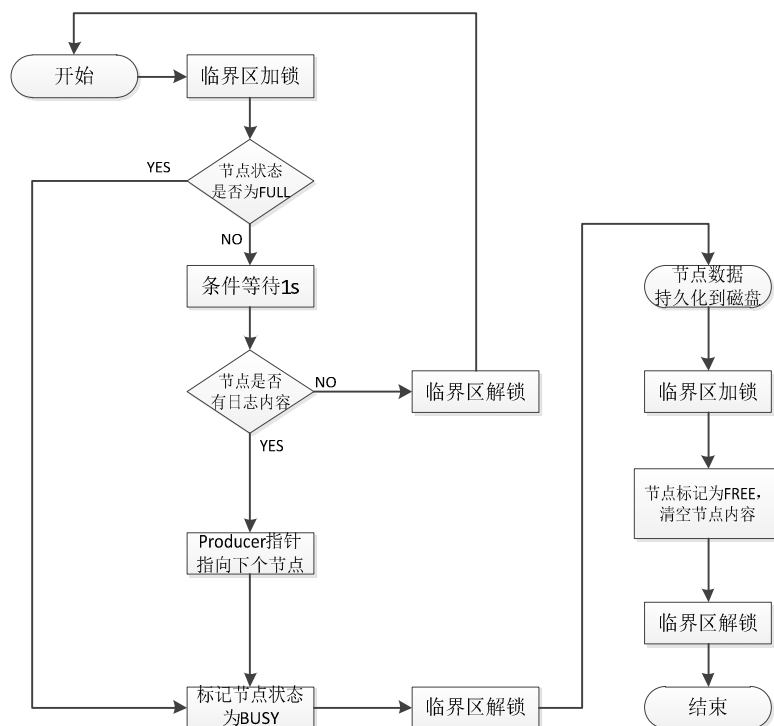 开始
临界区加锁
YES
节点状态
是否为FULL
NO
条件等待1s
节点是否
有日志内容
NO
临界区解锁
YES
Producer指针
指向下个节点
标记节点状态
为BUSY
临界区解锁
节点数据
持久化到磁盘
临界区加锁
节点标记为FREE，
清空节点内容
临界区解锁
结束